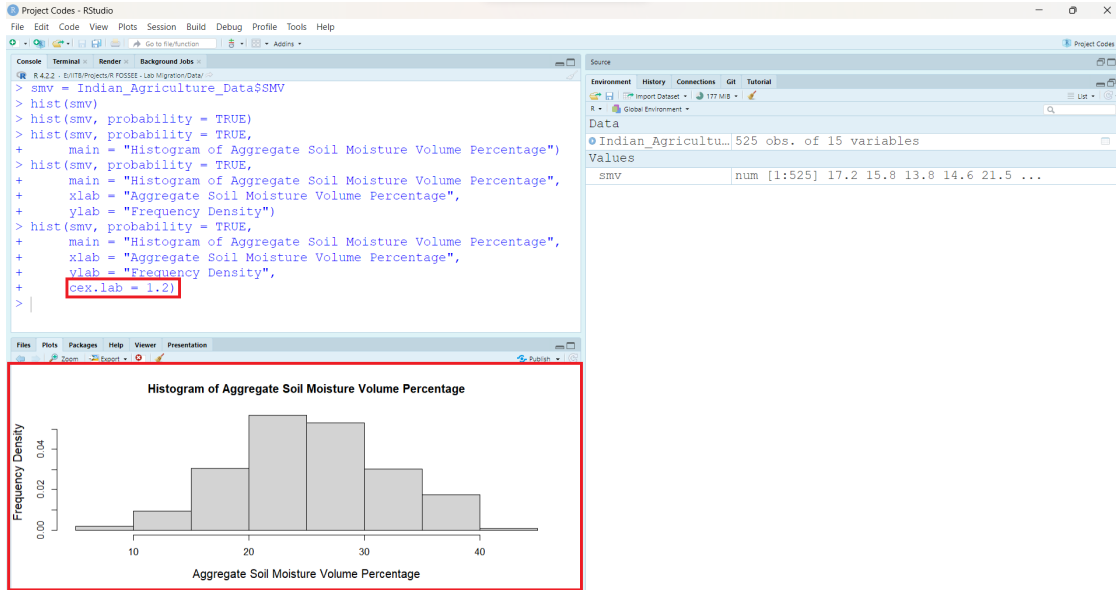 Project Codes - RStudio
File Edit Code View Plots Session Build Debug Profile Tools Help
Go to file/function
Addins
Project Codes
Console Terminal Render Background Jobs
R 4.2.2 · E:/IITB/Projects/R FOSSEE - Lab Migration/Data/
> smv = Indian_Agriculture_Data$SMV
> hist(smv)
> hist(smv, probability = TRUE)
> hist(smv, probability = TRUE,
+ main = "Histogram of Aggregate Soil Moisture Volume Percentage")
> hist(smv, probability = TRUE,
+ main = "Histogram of Aggregate Soil Moisture Volume Percentage",
+ xlab = "Aggregate Soil Moisture Volume Percentage",
+ ylab = "Frequency Density")
> hist(smv, probability = TRUE,
+ main = "Histogram of Aggregate Soil Moisture Volume Percentage",
+ xlab = "Aggregate Soil Moisture Volume Percentage",
+ ylab = "Frequency Density",
+ cex.lab = 1.2)
>
Files Plots Packages Help Viewer Presentation
Zoom Export Publish
Histogram of Aggregate Soil Moisture Volume Percentage
Frequency Density
0.04
0.02
0.00
10 20 30 40
Aggregate Soil Moisture Volume Percentage
Source
Environment History Connections Git Tutorial
Import Dataset 177 MiB List
R Global Environment
Data
Indian_Agricultu… 525 obs. of 15 variables
Values
smv num [1:525] 17.2 15.8 13.8 14.6 21.5 ...